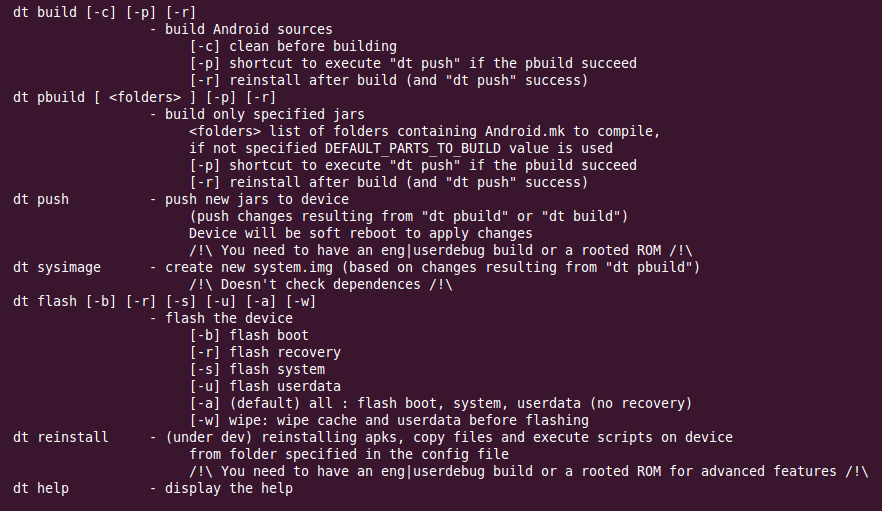 dt build [-c] [-p] [-r]
- build Android sources
[-c] clean before building
[-p] shortcut to execute "dt push" if the pbuild succeed
[-r] reinstall after build (and "dt push" success)
dt pbuild [ <folders> ] [-p] [-r]
- build only specified jars
<folders> list of folders containing Android.mk to compile,
if not specified DEFAULT_PARTS_TO_BUILD value is used
[-p] shortcut to execute "dt push" if the pbuild succeed
[-r] reinstall after build (and "dt push" success)
dt push - push new jars to device
(push changes resulting from "dt pbuild" or "dt build")
Device will be soft reboot to apply changes
/!\ You need to have an eng|userdebug build or a rooted ROM /!\
dt sysimage - create new system.img (based on changes resulting from "dt pbuild")
/!\ Doesn't check dependences /!\
dt flash [-b] [-r] [-s] [-u] [-a] [-w]
- flash the device
[-b] flash boot
[-r] flash recovery
[-s] flash system
[-u] flash userdata
[-a] (default) all : flash boot, system, userdata (no recovery)
[-w] wipe: wipe cache and userdata before flashing
dt reinstall - (under dev) reinstalling apks, copy files and execute scripts on device
from folder specified in the config file
/!\ You need to have an eng|userdebug build or a rooted ROM for advanced features /!\
dt help - display the help